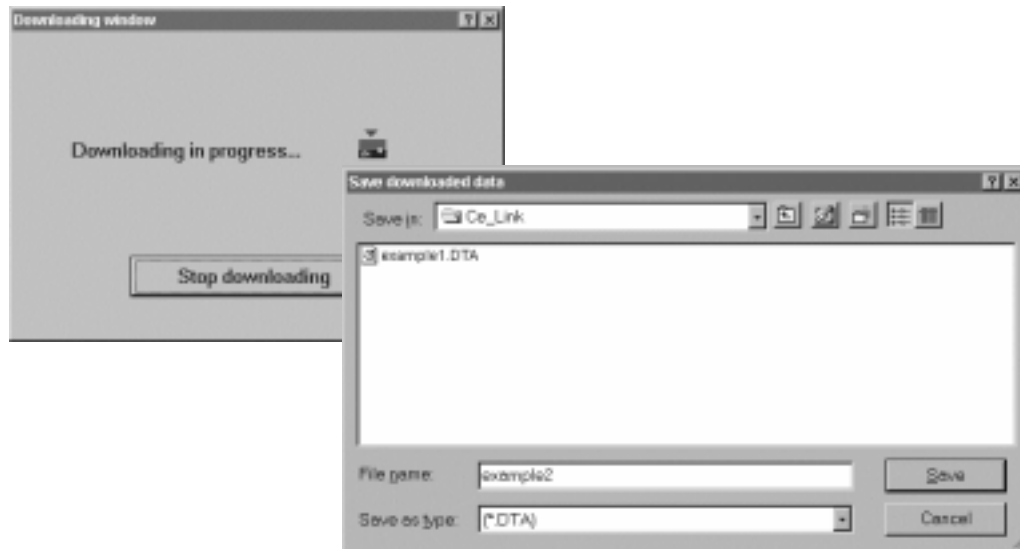 Downloading window
Downloading in progress...
Stop downloading
Save downloaded data
Save in: Ce_Link
example1.DTA
File name: example2
Save
Save as type: (*.DTA)
Cancel